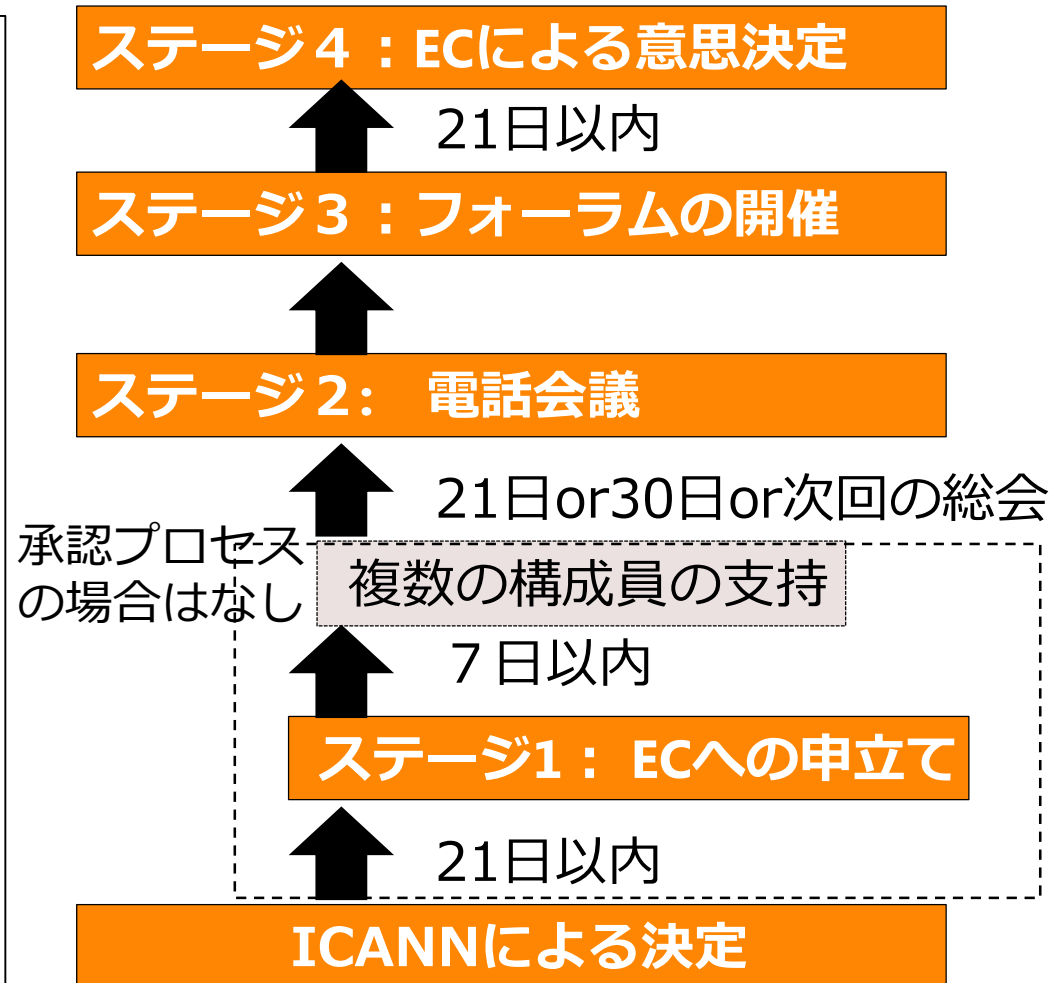 ステージ４：ECによる意思決定
21日以内
ステージ３：フォーラムの開催
ステージ２:　電話会議
21日or30日or次回の総会
承認プロセス
の場合はなし
複数の構成員の支持
７日以内
ステージ1： ECへの申立て
21日以内
ICANNによる決定